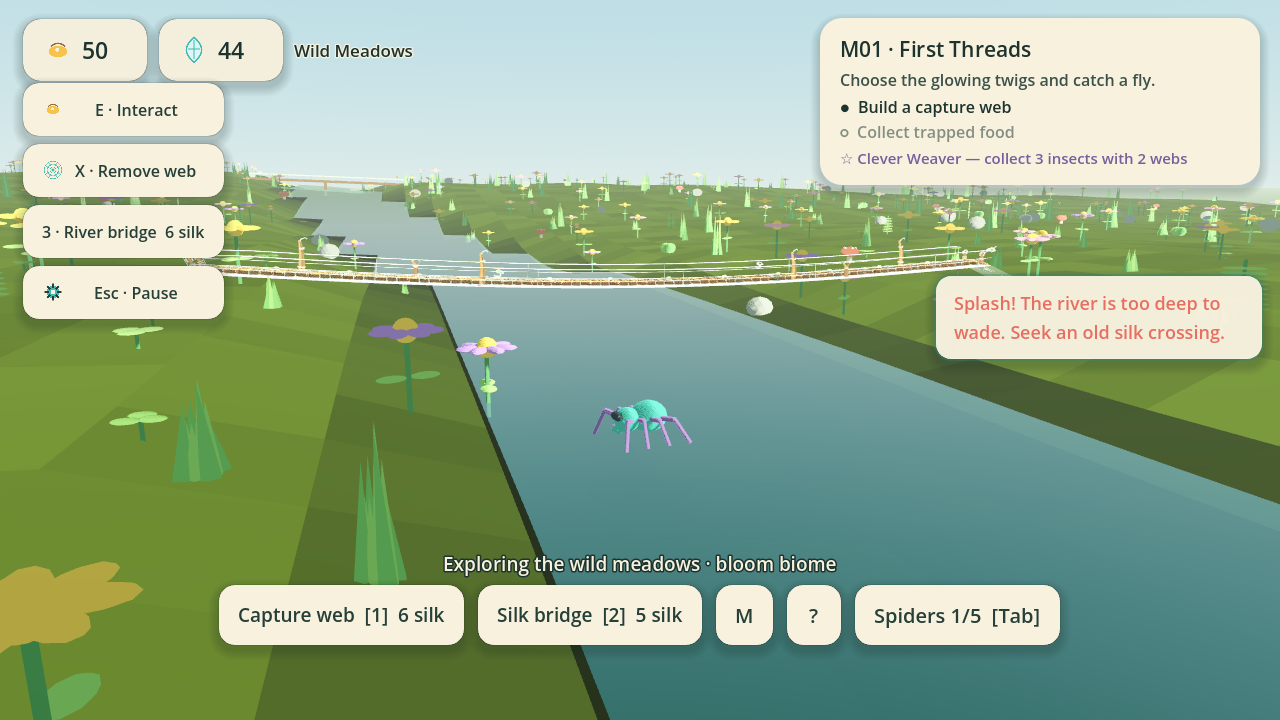 50
44
Wild Meadows
E · Interact
X · Remove web
3 · River bridge 6 silk
Esc · Pause
M01 · First Threads
Choose the glowing twigs and catch a fly.
● Build a capture web
○ Collect trapped food
☆ Clever Weaver — collect 3 insects with 2 webs
Splash! The river is too deep to
wade. Seek an old silk crossing.
Exploring the wild meadows · bloom biome
Capture web [1] 6 silk
Silk bridge [2] 5 silk
M
?
Spiders 1/5 [Tab]